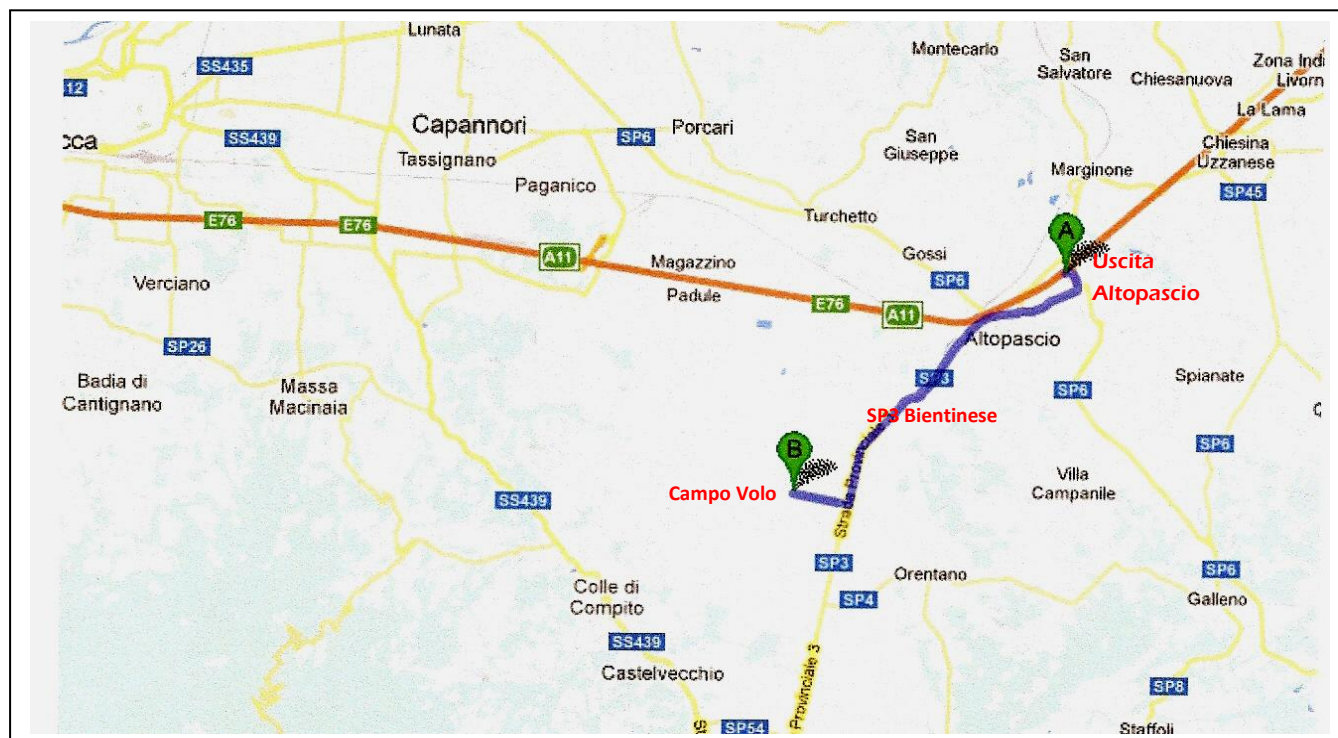 Lunata
Montecarlo
San
Salvatore
Chiesanuova
Zona Indi
Livorn
SS435
12
La Lama
cca
SS439
Capannori
SP6
Porcari
San
Giuseppe
Chiesina
Uzzanese
Tassignano
Marginone
Paganico
SP45
Turchetto
E76
E76
A11
Gossi
A
Uscita
Altopascio
Magazzino
Padule
SP6
Verciano
E76
A11
Altopascio
SP26
SP3
SP6
Spianate
Badia di
Cantignano
Massa
Macinaia
SP3 Bientinese
Strada Provinciale
SP6
B
Campo Volo
Villa
Campanile
SS439
SP3
Orentano
SP6
SP4
Galleno
Colle di
Compito
SS439
Castelvecchio
Provinciale 3
SP8
SP54
Staffoli